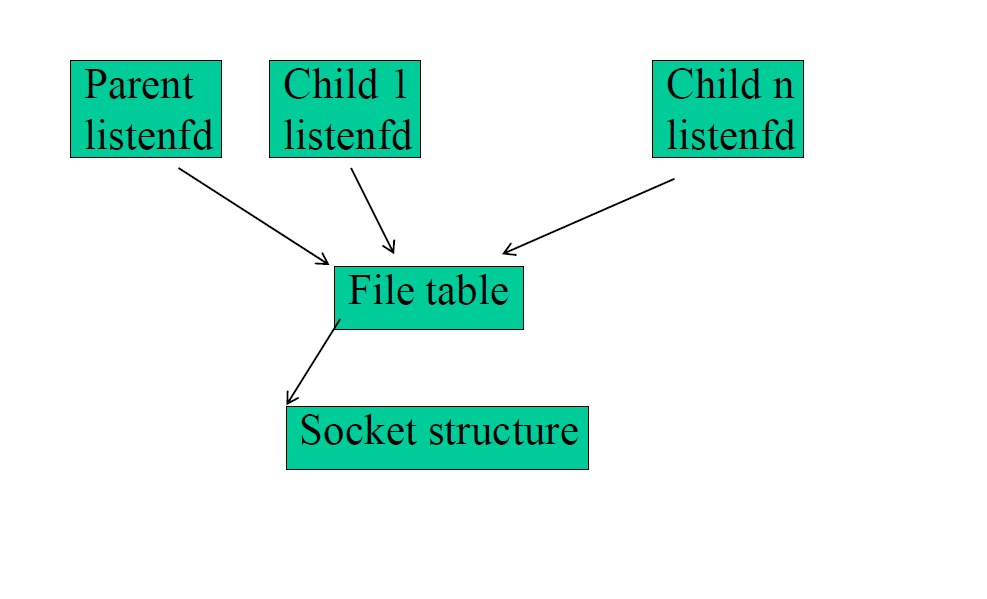 Parent
listenfd
Child 1
listenfd
Child n
listenfd
File table
Socket structure